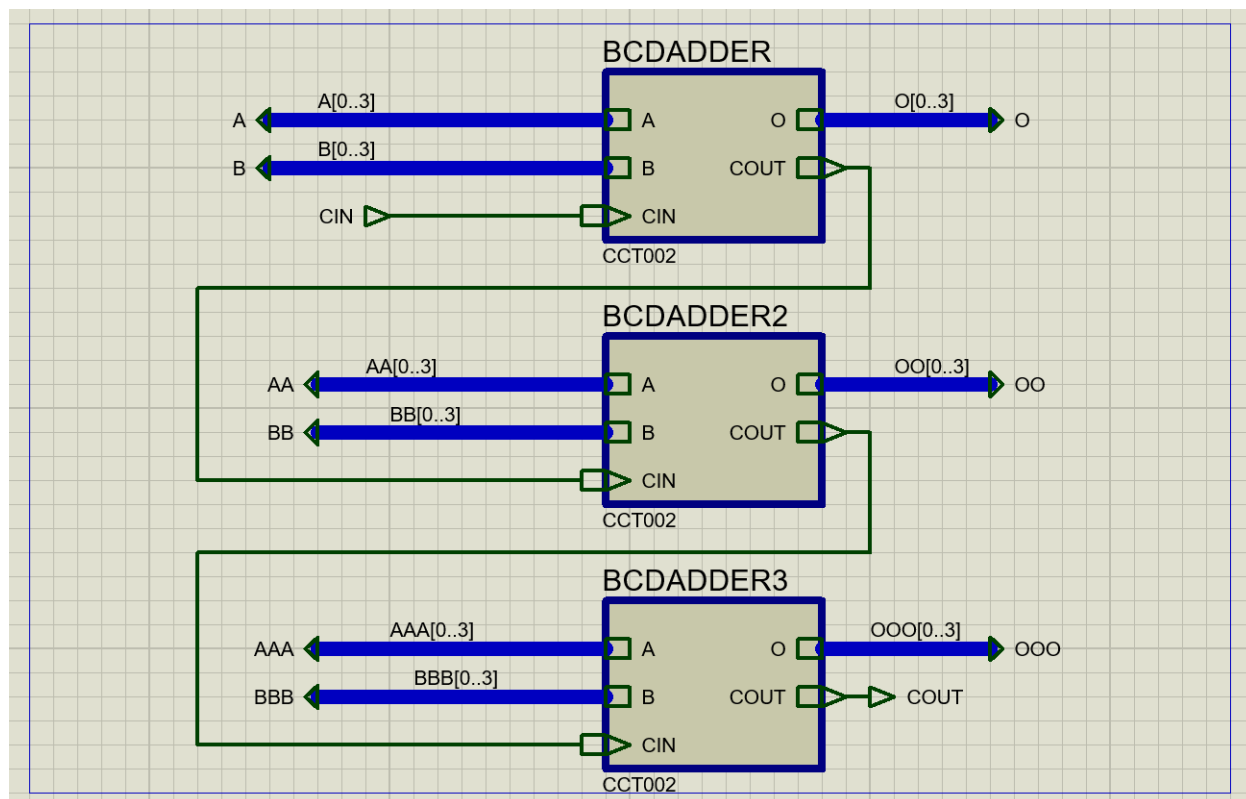 BCDADDER
A A[0..3] A O O[0..3] O
B B[0..3] B COUT
CIN CIN
CCT002
BCDADDER2
AA AA[0..3] A O OO[0..3] OO
BB BB[0..3] B COUT
CIN
CCT002
BCDADDER3
AAA AAA[0..3] A O OOO[0..3] OOO
BBB BBB[0..3] B COUT COUT
CIN
CCT002